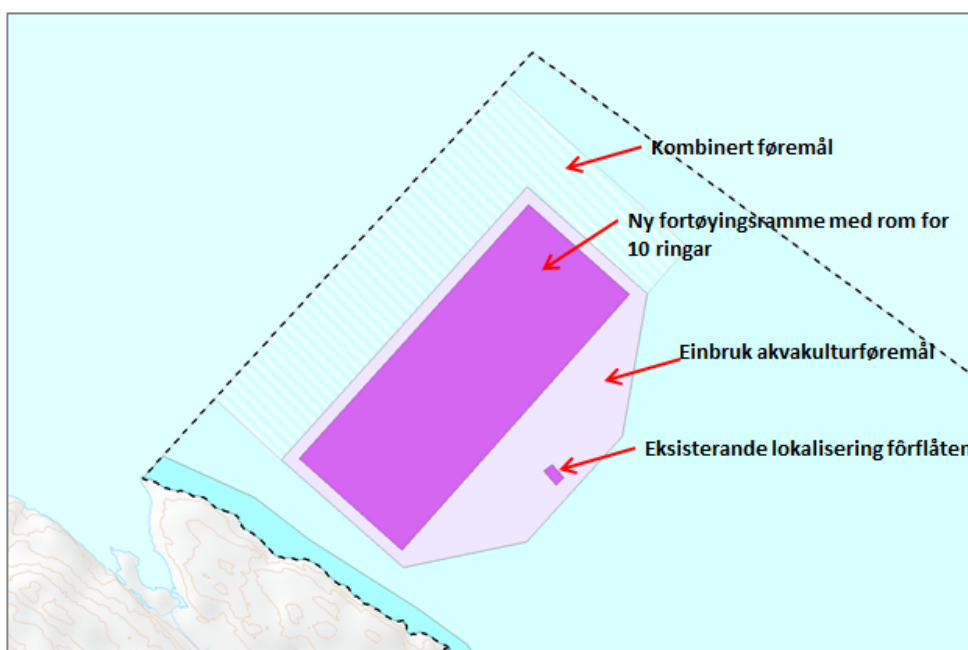 Kombinert føremål
Ny fortøyingsramme med rom for
10 ringar
Einbruk akvakulturføremål
Eksisterande lokalisering fôrflåten